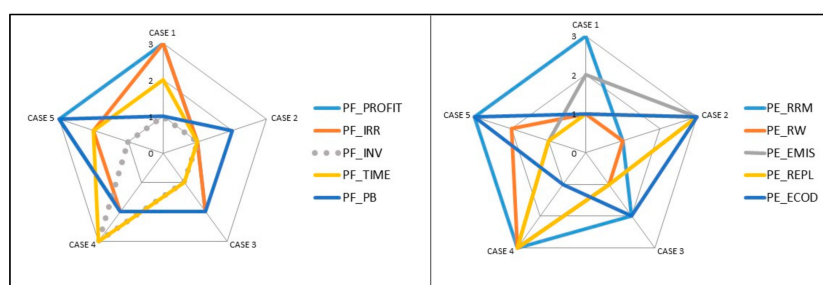 CASE 1
3
2
1
0
CASE 2
CASE 3
CASE 4
CASE 5
PF_PROFIT
PF_IRR
PF_INV
PF_TIME
PF_PB
CASE 1
3
2
1
0
CASE 2
CASE 3
CASE 4
CASE 5
PE_RRM
PE_RW
PE_EMIS
PE_REPL
PE_ECOD